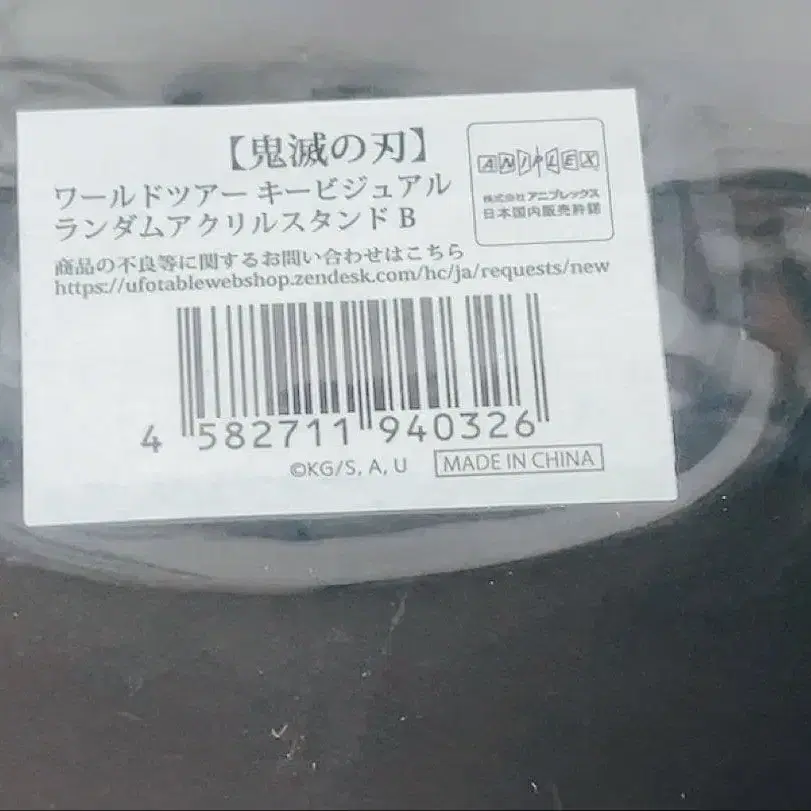 【鬼滅の刃】
ワールドツアー キービジュアル
ランダムアクリルスタンド B
ANIPLEX
株式会社アニプレックス
日本国内販売許諾
商品の不良等に関するお問い合わせはこちら
https://ufotablewebshop.zendesk.com/hc/ja/requests/new
4 582711 940326
©KG/S, A, U
MADE IN CHINA